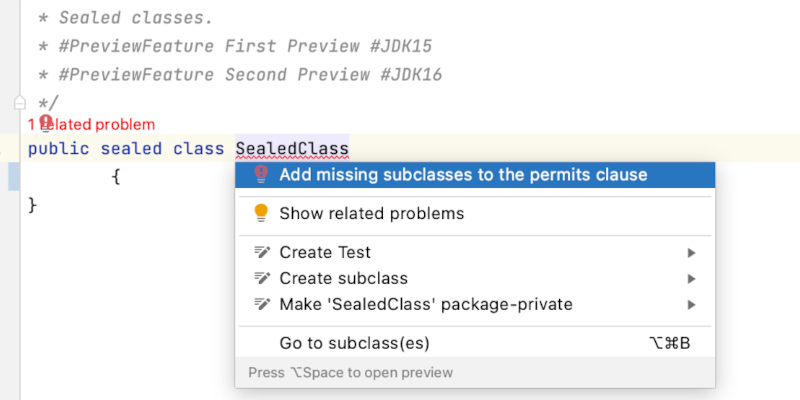 * Sealed classes.
* #PreviewFeature First Preview #JDK15
* #PreviewFeature Second Preview #JDK16
*/
1 related problem
public sealed class SealedClass
{
}
Add missing subclasses to the permits clause
Show related problems
Create Test
Create subclass
Make 'SealedClass' package-private
Go to subclass(es) ⌥⌘B
Press ⌥Space to open preview